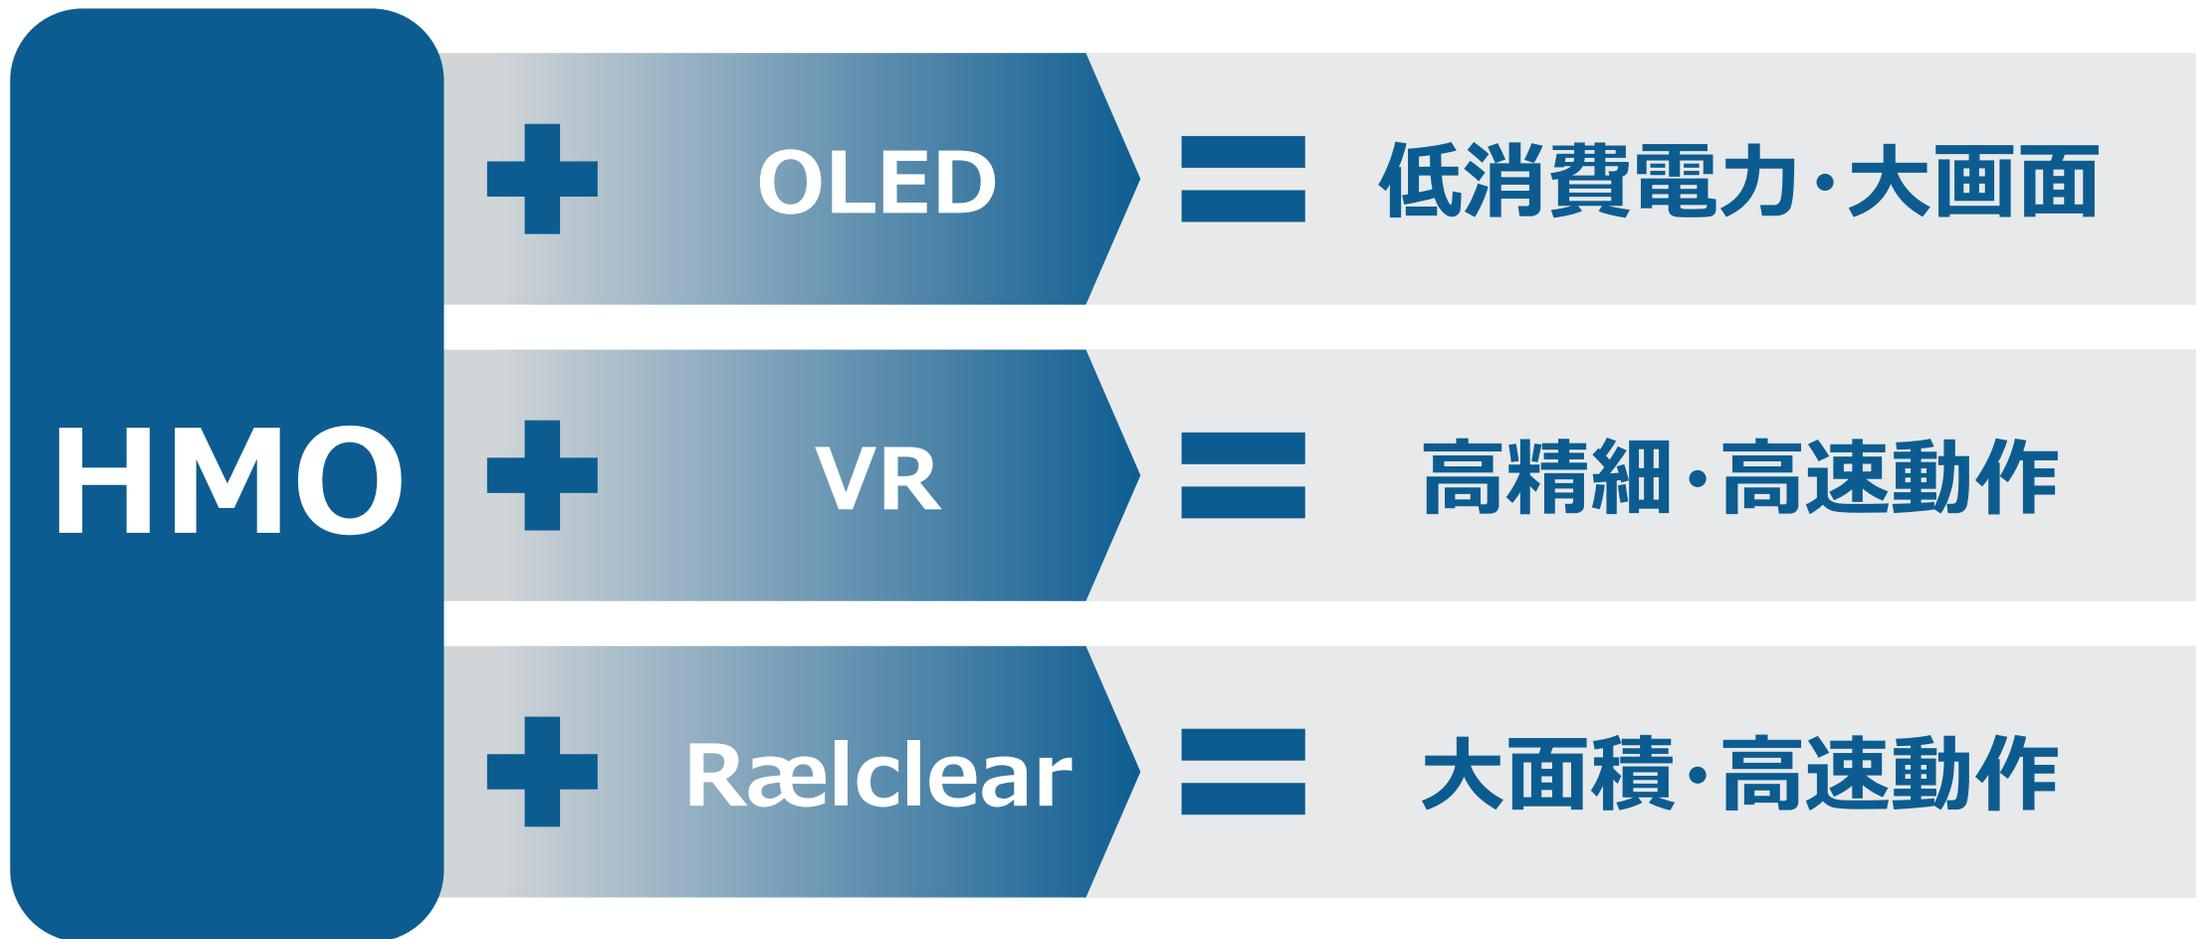 HMO
+ OLED = 低消費電力・大画面
+ VR = 高精細・高速動作
+ Rælclear = 大面積・高速動作